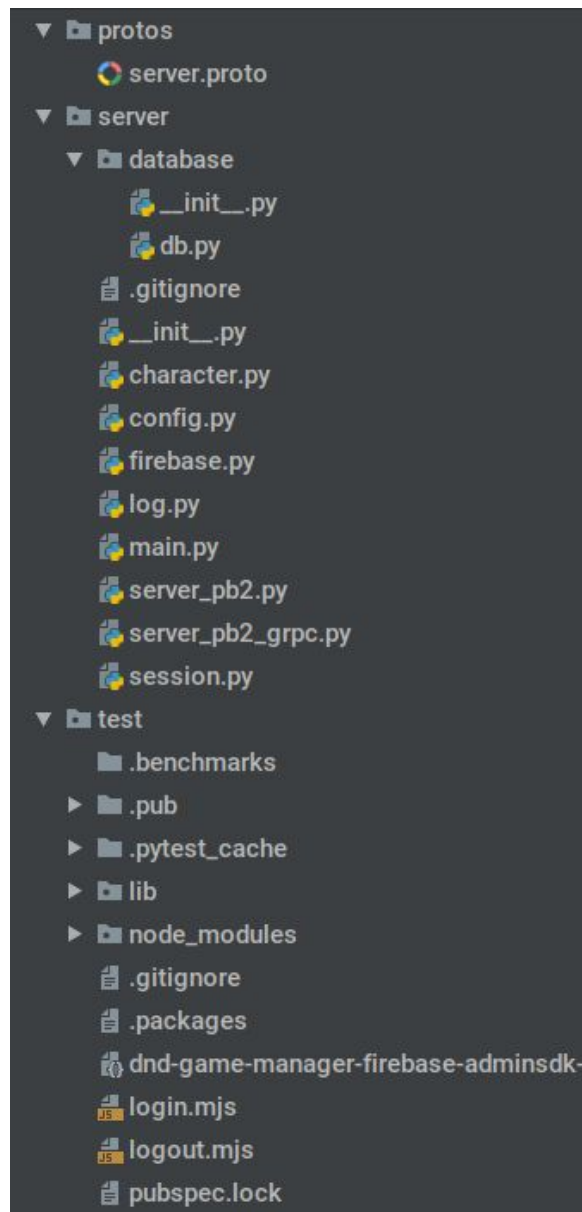 protos
server.proto
server
database
__init__.py
db.py
.gitignore
__init__.py
character.py
config.py
firebase.py
log.py
main.py
server_pb2.py
server_pb2_grpc.py
session.py
test
.benchmarks
.pub
.pytest_cache
lib
node_modules
.gitignore
.packages
dnd-game-manager-firebase-adminsdk-
login.mjs
logout.mjs
pubspec.lock